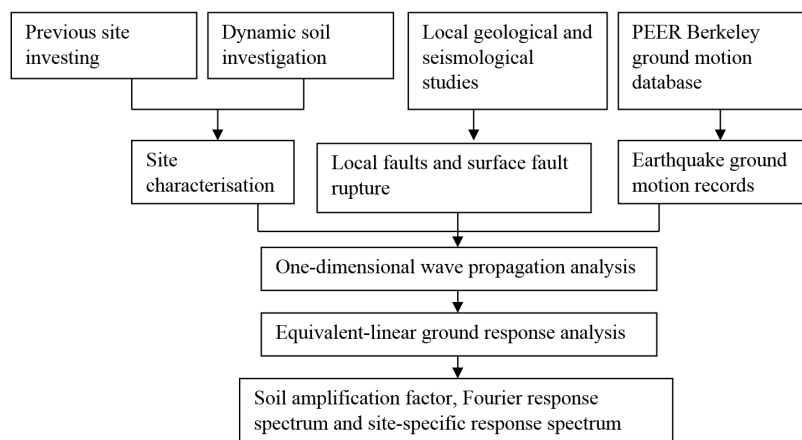 Previous site
investing
Dynamic soil
investigation
Local geological and
seismological
studies
PEER Berkeley
ground motion
database
Site
characterisation
Local faults and surface fault
rupture
Earthquake ground
motion records
One-dimensional wave propagation analysis
Equivalent-linear ground response analysis
Soil amplification factor, Fourier response
spectrum and site-specific response spectrum